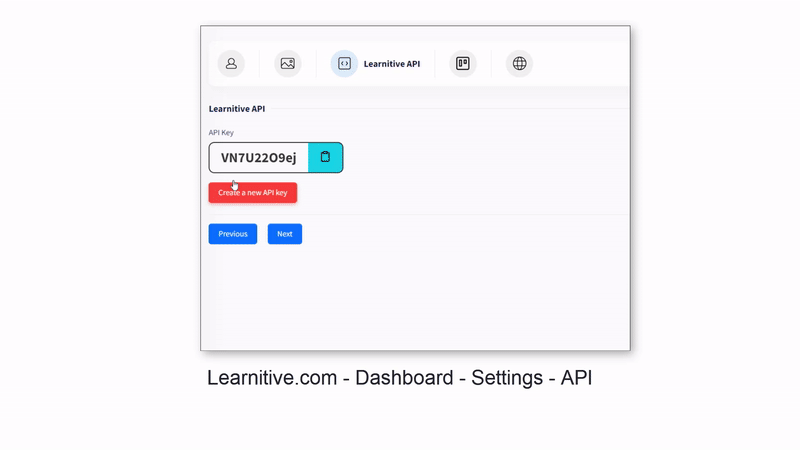 Learnitive API
Learnitive API
API Key
VN7U22O9ej
Create a new API key
Previous
Next
Learnitive.com - Dashboard - Settings - API